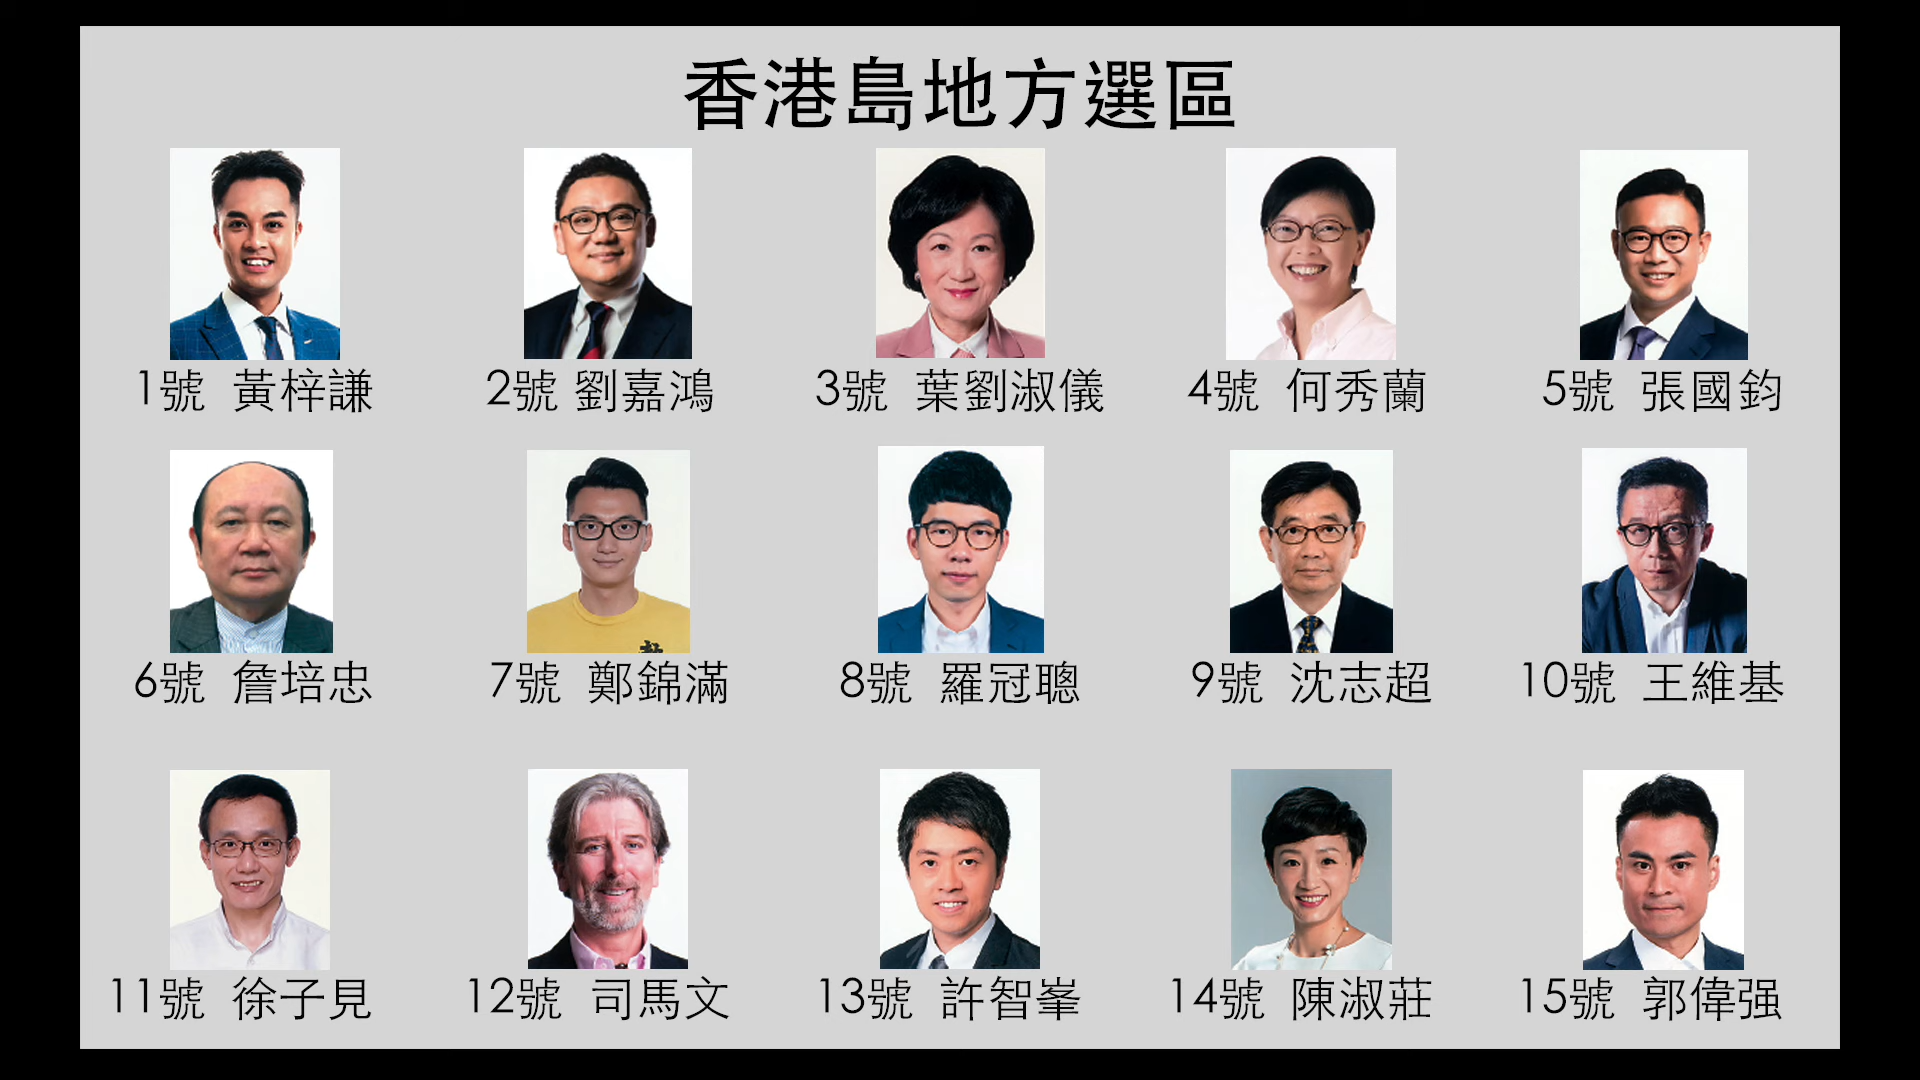 香港島地方選區
1號 黃梓謙
2號 劉嘉鴻
3號 葉劉淑儀
4號 何秀蘭
5號 張國鈞
6號 詹培忠
7號 鄭錦滿
8號 羅冠聰
9號 沈志超
10號 王維基
11號 徐子見
12號 司馬文
13號 許智峯
14號 陳淑莊
15號 郭偉强